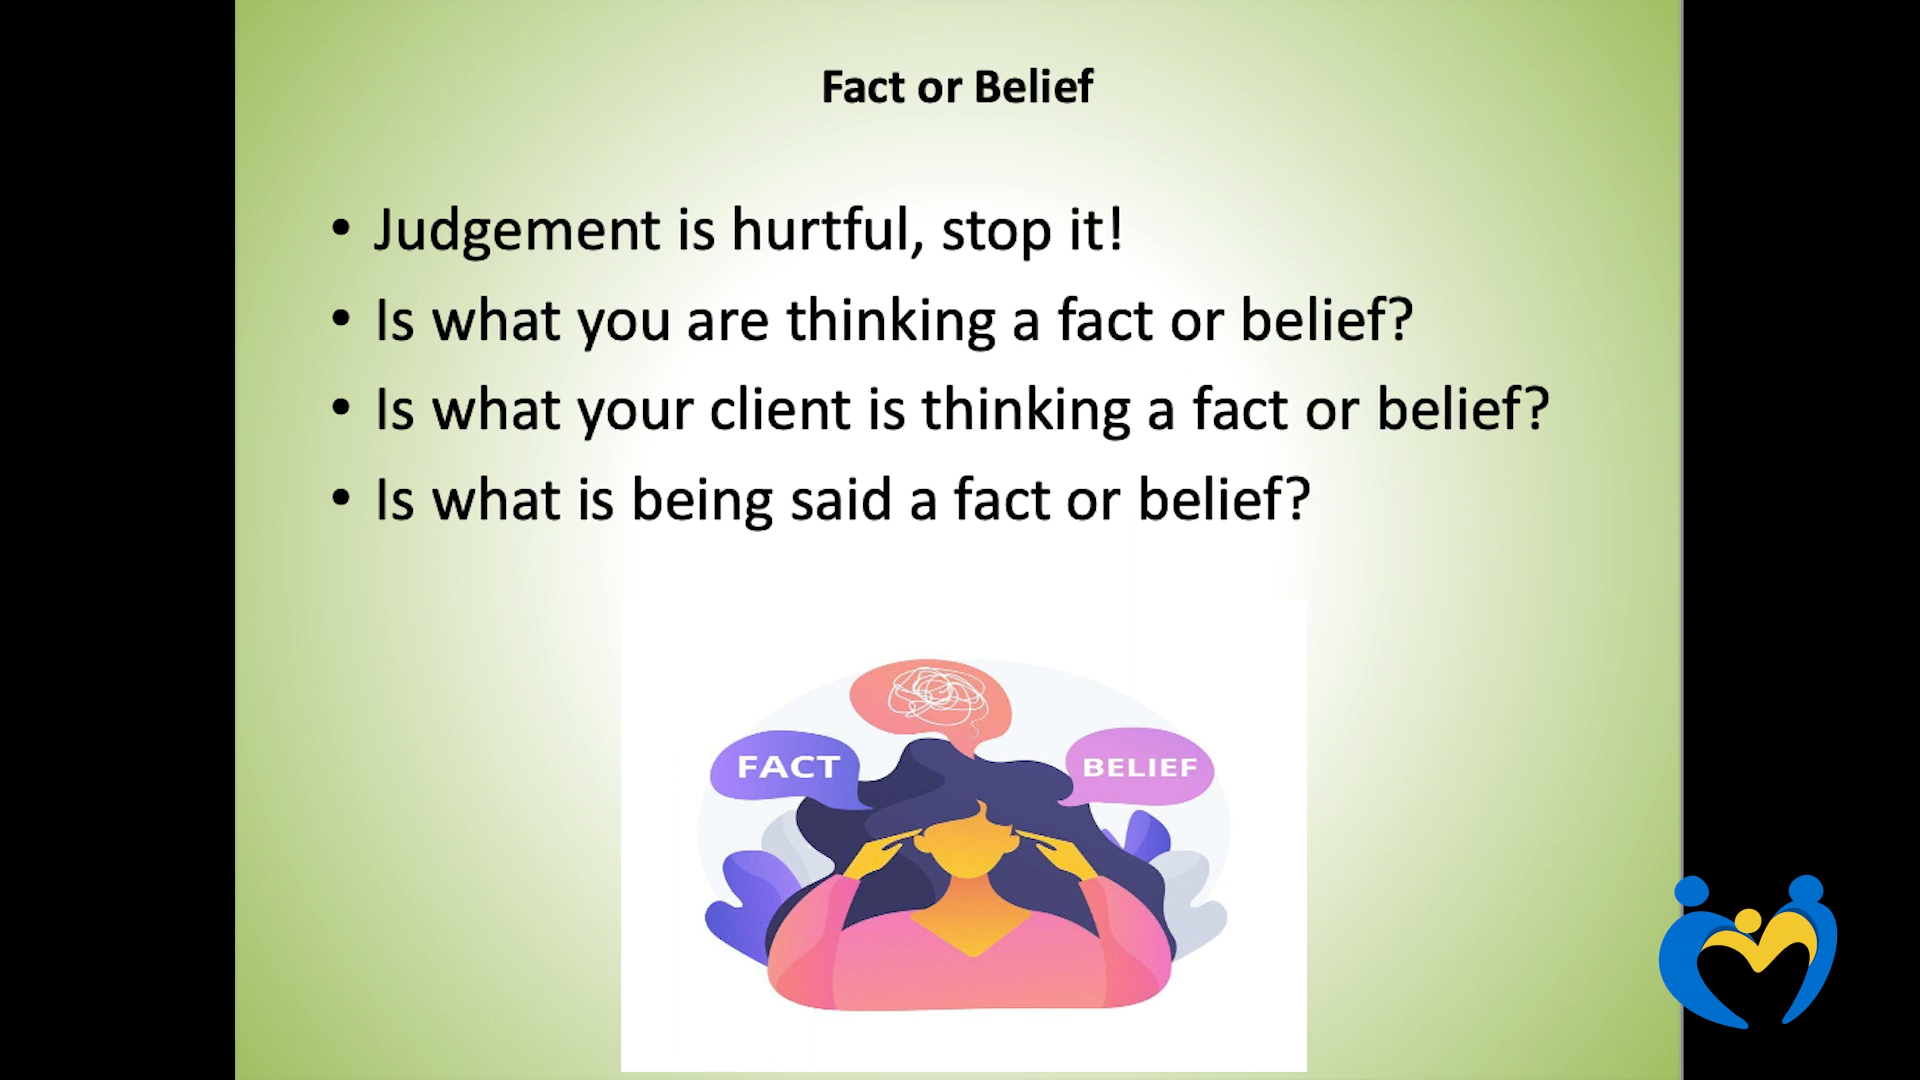 Fact or Belief
• Judgement is hurtful, stop it!
• Is what you are thinking a fact or belief?
• Is what your client is thinking a fact or belief?
• Is what is being said a fact or belief?
FACT
BELIEF